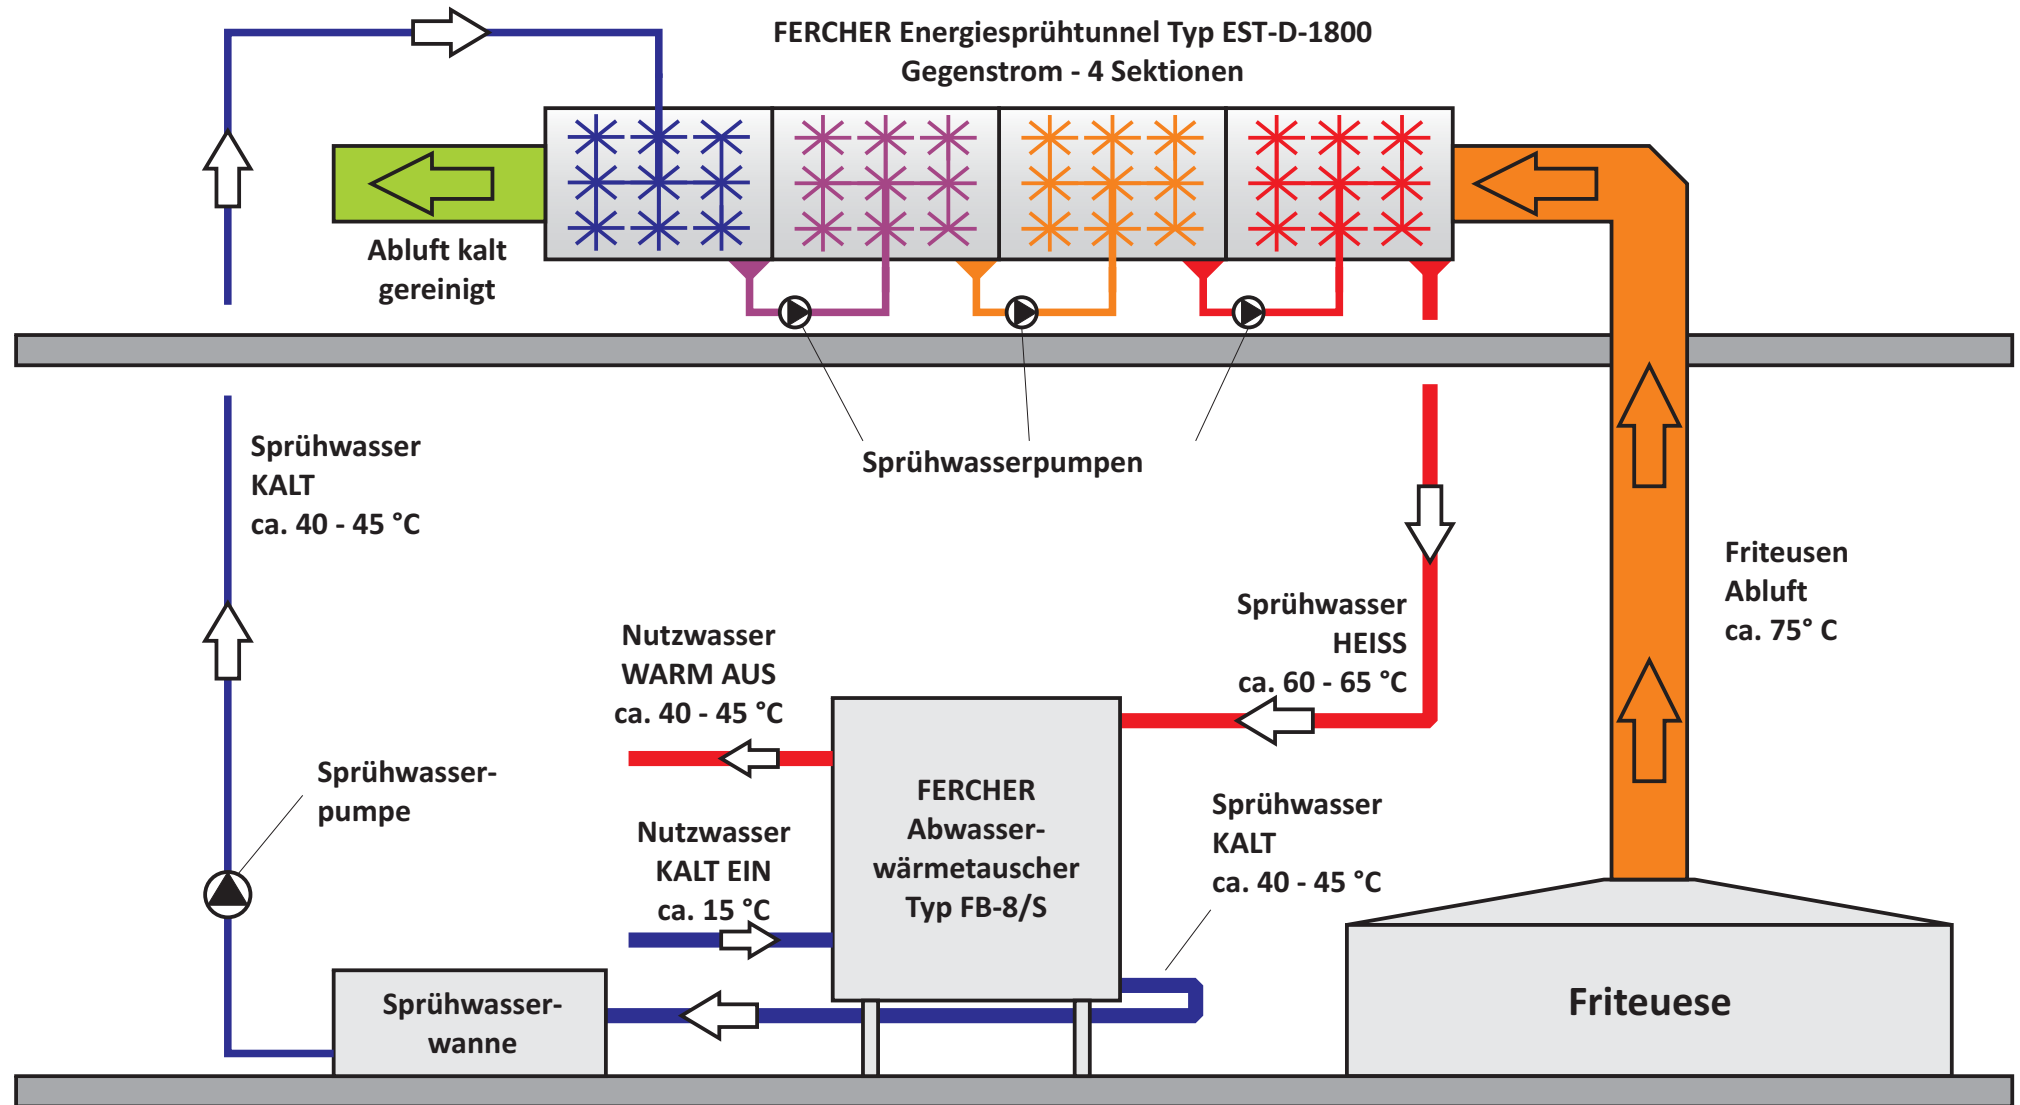 FERCHER Energiesprühtunnel Typ EST-D-1800
Gegenstrom - 4 Sektionen
Abluft kalt
gereinigt
Sprühwasser
KALT
ca. 40 - 45 °C
Sprühwasserpumpen
Friteusen
Abluft
ca. 75° C
Sprühwasser
HEISS
ca. 60 - 65 °C
Nutzwasser
WARM AUS
ca. 40 - 45 °C
Sprühwasser-
pumpe
FERCHER
Abwasser-
wärmetauscher
Typ FB-8/S
Sprühwasser
KALT
ca. 40 - 45 °C
Nutzwasser
KALT EIN
ca. 15 °C
Sprühwasser-
wanne
Friteuese